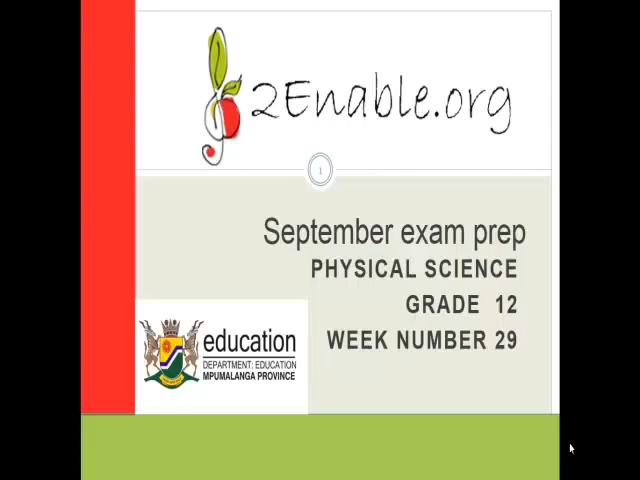 2Enable.org
1
September exam prep
PHYSICAL SCIENCE
GRADE 12
WEEK NUMBER 29
education
DEPARTMENT: EDUCATION
MPUMALANGA PROVINCE